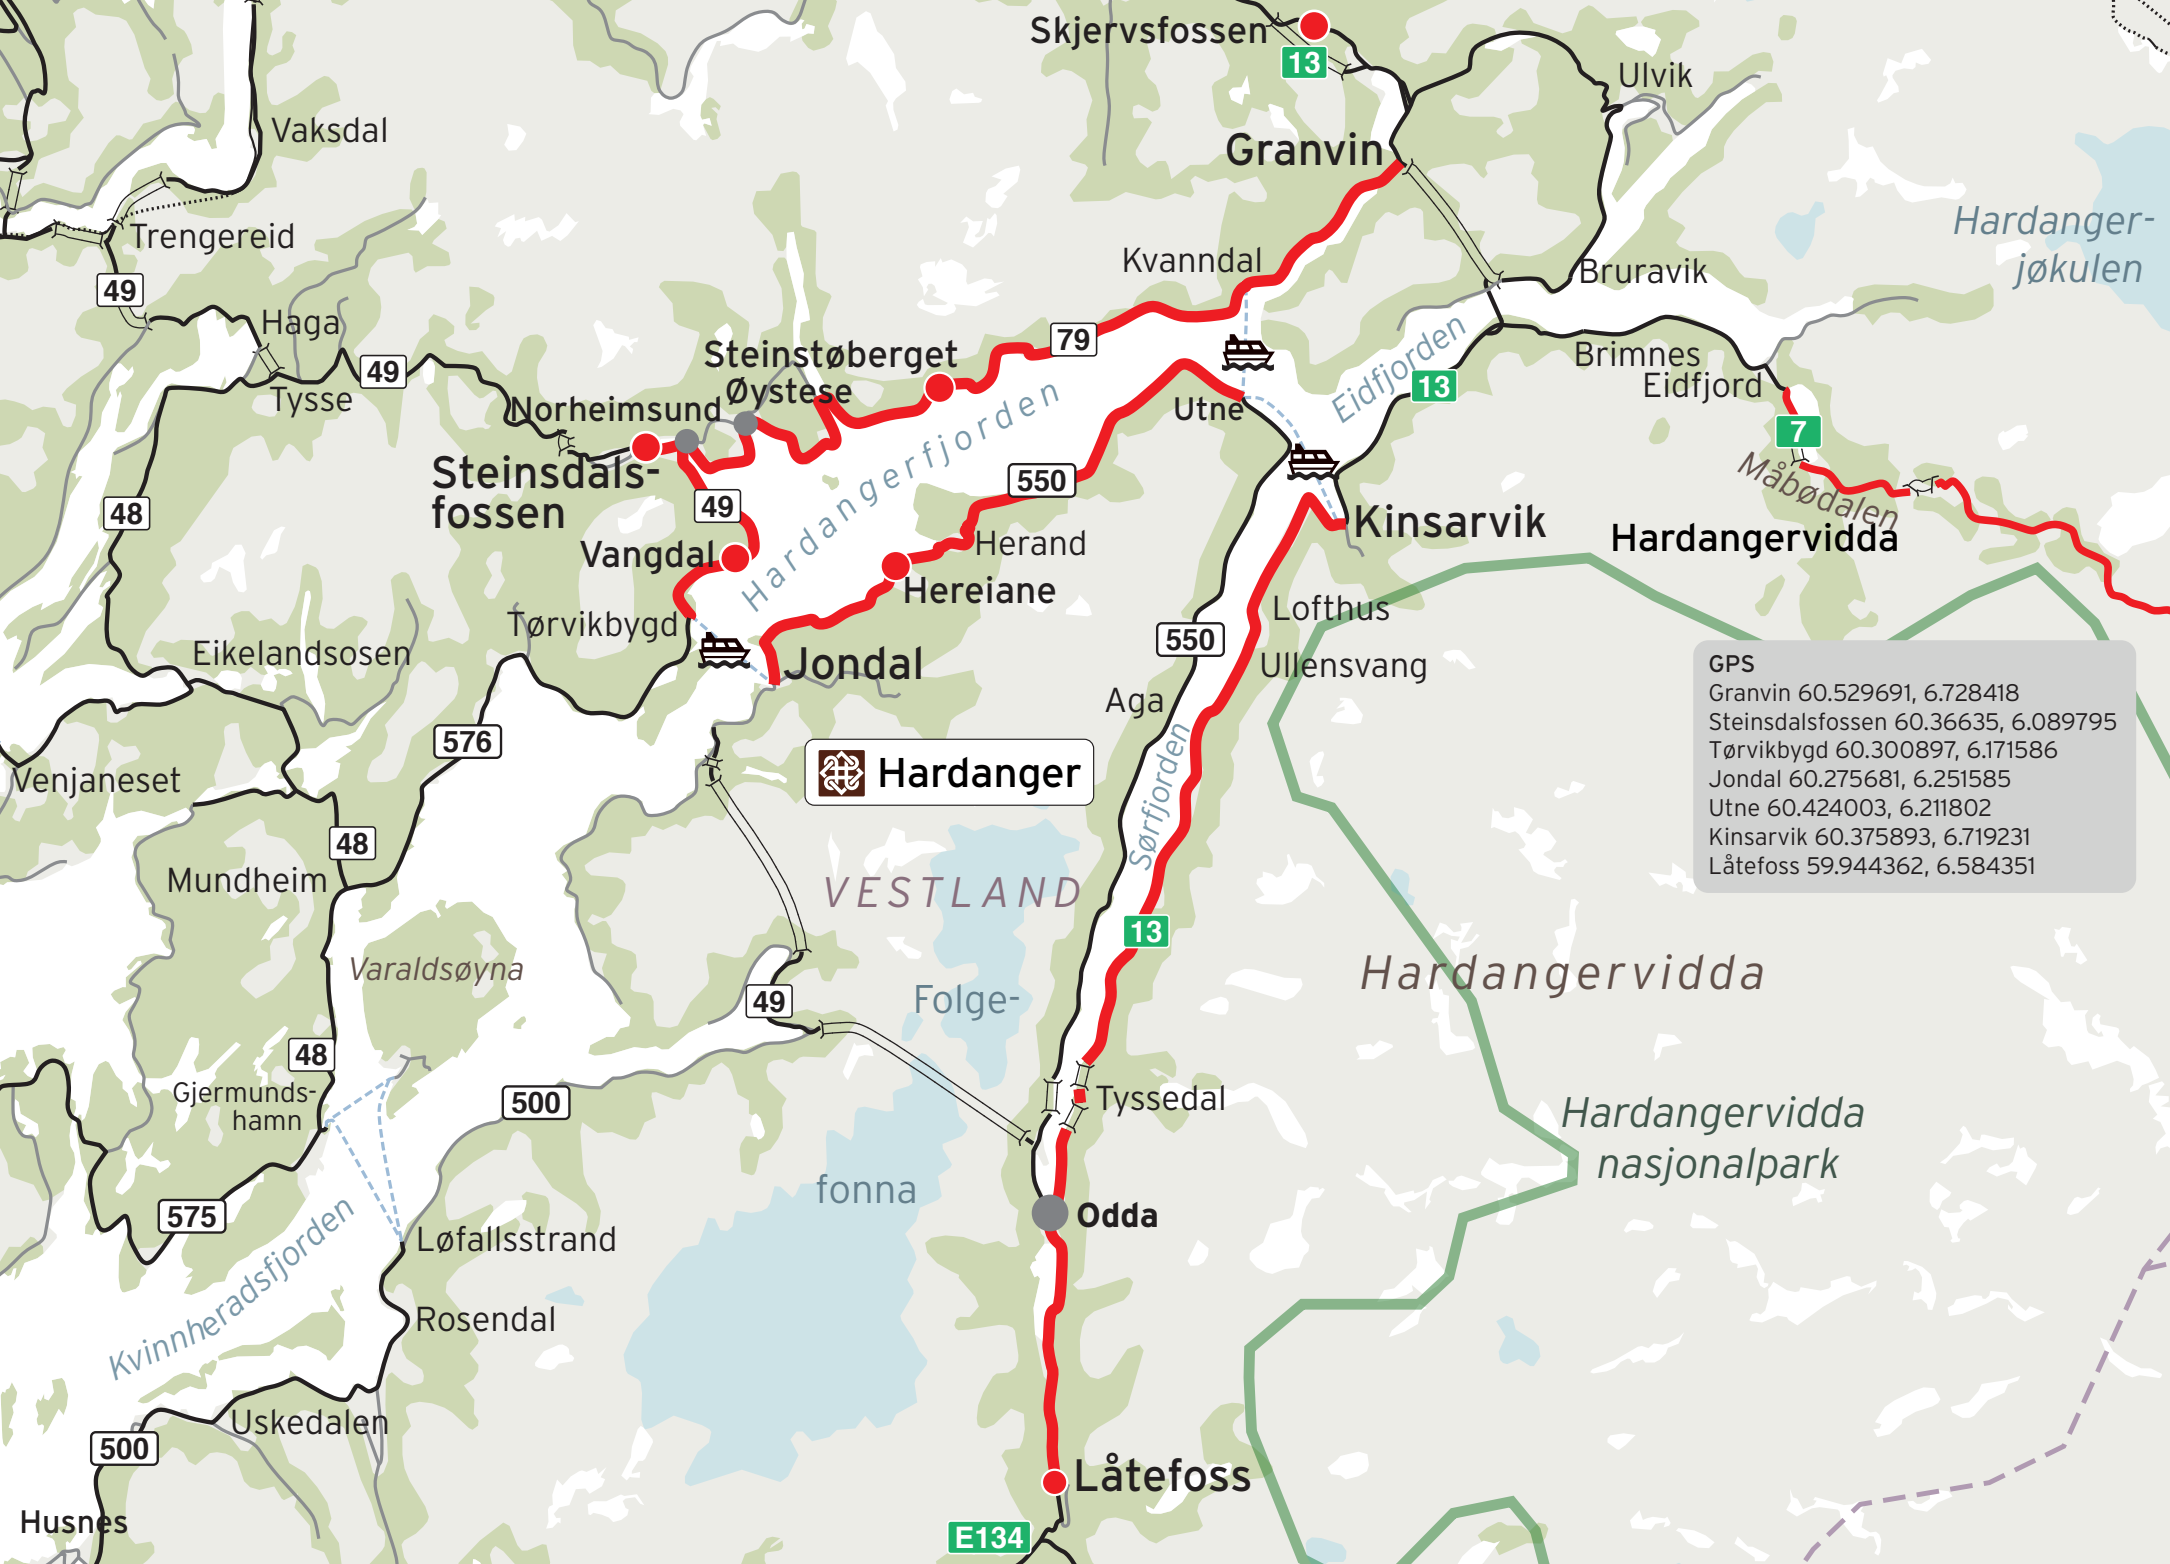 Skjervsfossen
13
Ulvik
Vaksdal
Granvin
Trengereid
Hardanger-
jøkulen
Kvanndal
Bruravik
49
Haga
79
Eidfjorden
Steinstøberget
Brimnes
49
Øystese
Eidfjord
13
Tysse
Norheimsund
Utne
7
Hardangerfjorden
Steinsdals-
fossen
550
Måbødalen
48
49
Kinsarvik
Hardangervidda
Vangdal
Herand
Hereiane
Lofthus
Tørvikbygd
550
Eikelandsosen
Jondal
Ullensvang
GPS
Granvin 60.529691, 6.728418
Steinsdalsfossen 60.36635, 6.089795
Tørvikbygd 60.300897, 6.171586
Jondal 60.275681, 6.251585
Utne 60.424003, 6.211802
Kinsarvik 60.375893, 6.719231
Låtefoss 59.944362, 6.584351
Aga
576
Venjaneset
Hardanger
Sørfjorden
48
Mundheim
VESTLAND
13
Varaldsøyna
Hardangervidda
49
Folge-
48
Gjermunds-
hamn
500
Tyssedal
Hardangervidda
nasjonalpark
fonna
575
Odda
Løfallsstrand
Kvinnheradsfjorden
Rosendal
Uskedalen
500
Låtefoss
Husnes
E134